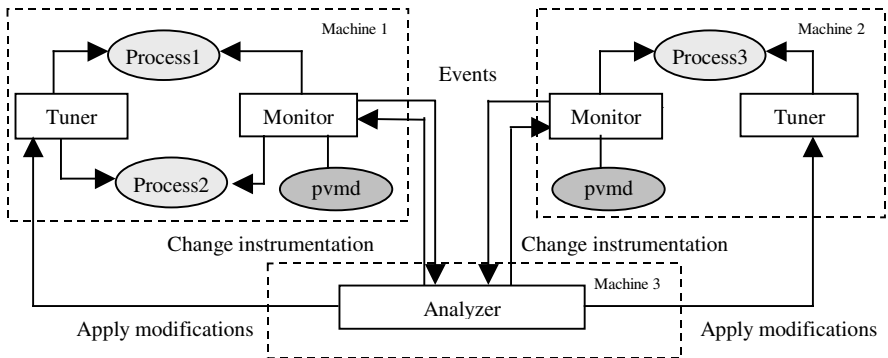 Machine 1
Machine 2
Process1
Process3
Events
Tuner
Monitor
Monitor
Tuner
Process2
pvmd
pvmd
Change instrumentation
Change instrumentation
Machine 3
Analyzer
Apply modifications
Apply modifications